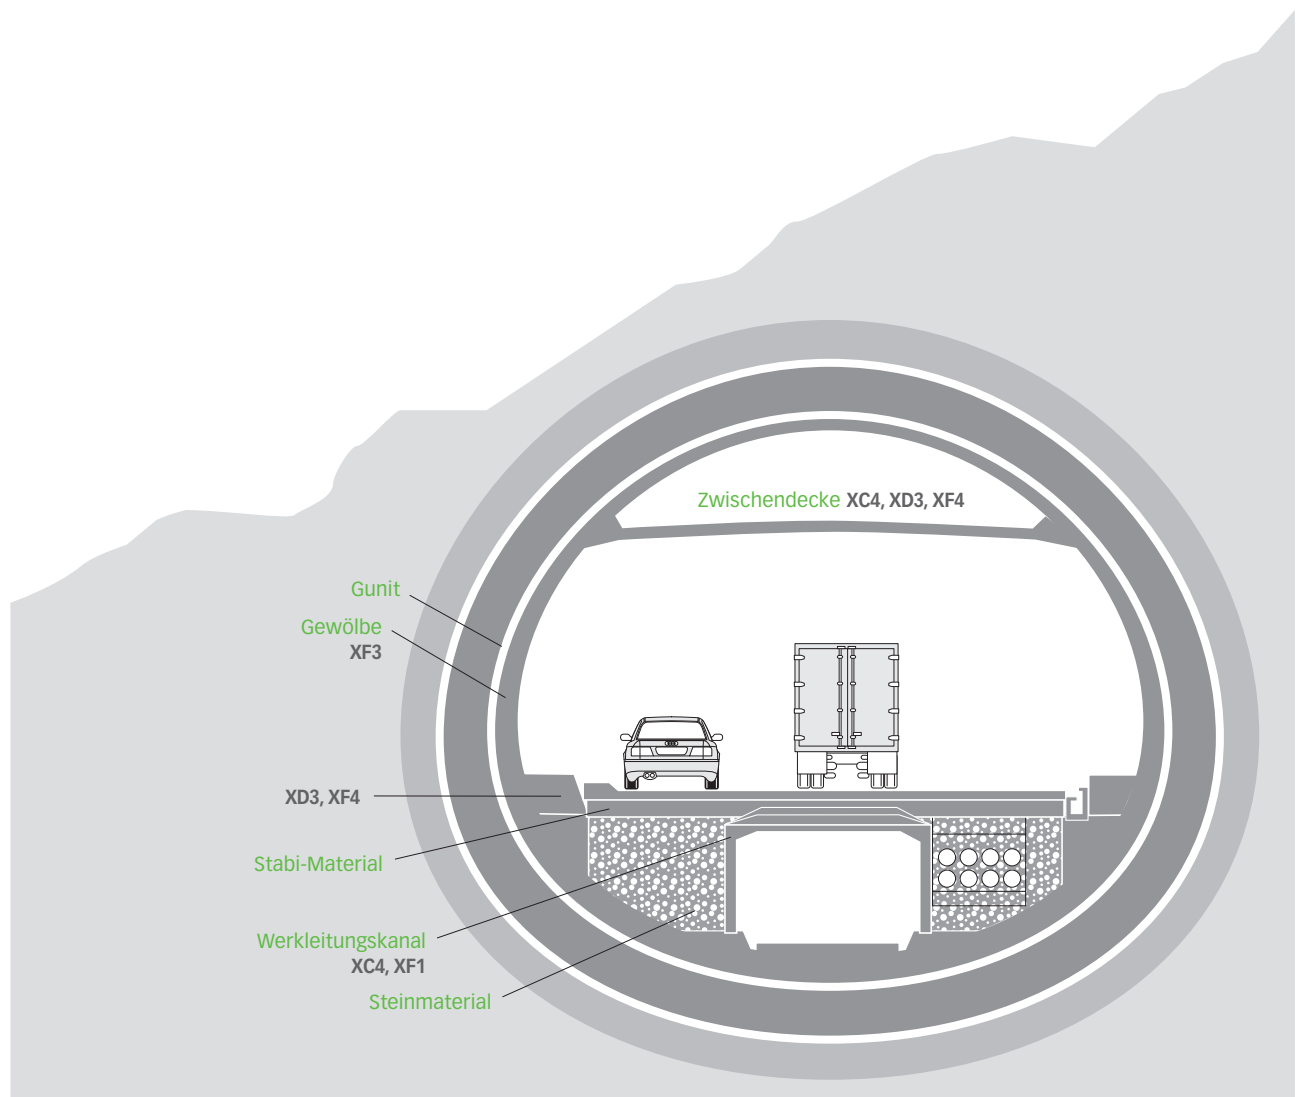 Zwischendecke XC4, XD3, XF4
Gunit
Gewölbe
XF3
XD3, XF4
Stabi-Material
Werkleitungskanal
XC4, XF1
Steinmaterial